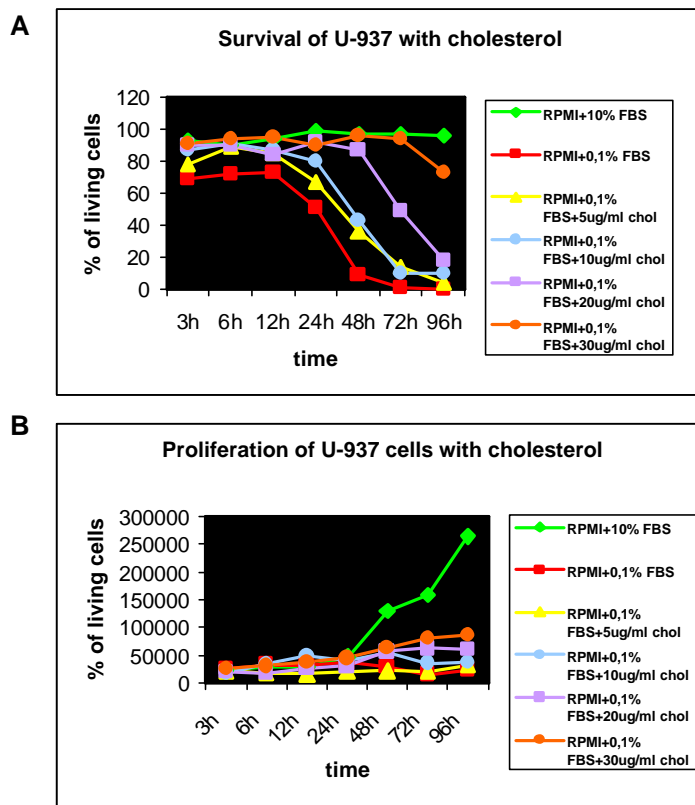 A
Survival of U-937 with cholesterol
120
100
80
60
40
20
0
% of living cells
3h 6h 12h 24h 48h 72h 96h
time
RPMI+10% FBS
RPMI+0,1% FBS
RPMI+0,1%
FBS+5ug/ml chol
RPMI+0,1%
FBS+10ug/ml chol
RPMI+0,1%
FBS+20ug/ml chol
RPMI+0,1%
FBS+30ug/ml chol
B
Proliferation of U-937 cells with cholesterol
300000
250000
200000
150000
100000
50000
0
% of living cells
3h 6h 12h 24h 48h 72h 96h
time
RPMI+10% FBS
RPMI+0,1% FBS
RPMI+0,1%
FBS+5ug/ml chol
RPMI+0,1%
FBS+10ug/ml chol
RPMI+0,1%
FBS+20ug/ml chol
RPMI+0,1%
FBS+30ug/ml chol